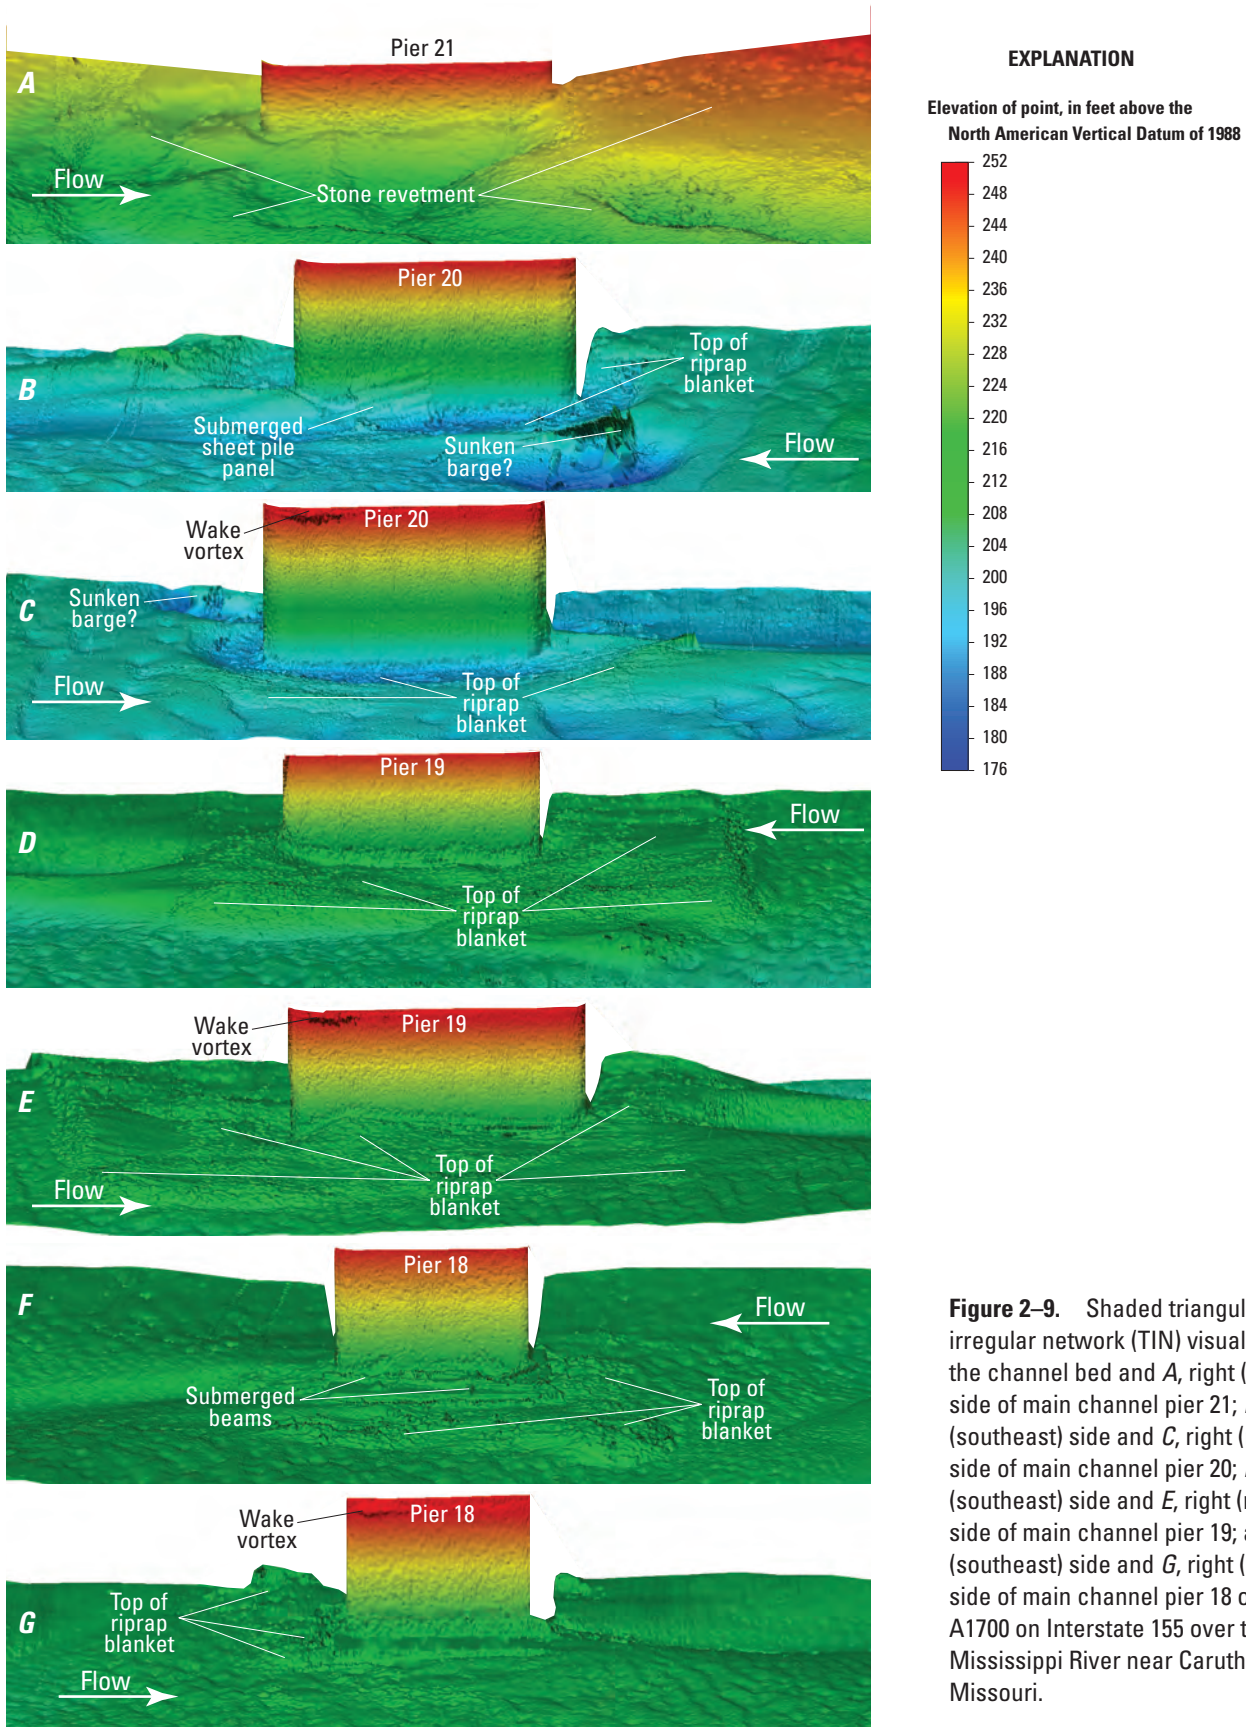 A
Pier 21
Flow
Stone revetment
B
Pier 20
Top of
riprap
blanket
Submerged
sheet pile
panel
Sunken
barge?
Flow
C
Wake
vortex
Pier 20
Sunken
barge?
Flow
Top of
riprap
blanket
D
Pier 19
Flow
Top of
riprap
blanket
E
Wake
vortex
Pier 19
Top of
riprap
blanket
Flow
F
Pier 18
Flow
Submerged
beams
Top of
riprap
blanket
G
Wake
vortex
Pier 18
Top of
riprap
blanket
Flow
EXPLANATION
Elevation of point, in feet above the
North American Vertical Datum of 1988
252
248
244
240
236
232
228
224
220
216
212
208
204
200
196
192
188
184
180
176
Figure 2–9. Shaded triangul
irregular network (TIN) visual
the channel bed and A, right (
side of main channel pier 21;
(southeast) side and C, right (
side of main channel pier 20;
(southeast) side and E, right (
side of main channel pier 19; a
(southeast) side and G, right (
side of main channel pier 18 o
A1700 on Interstate 155 over t
Mississippi River near Caruth
Missouri.